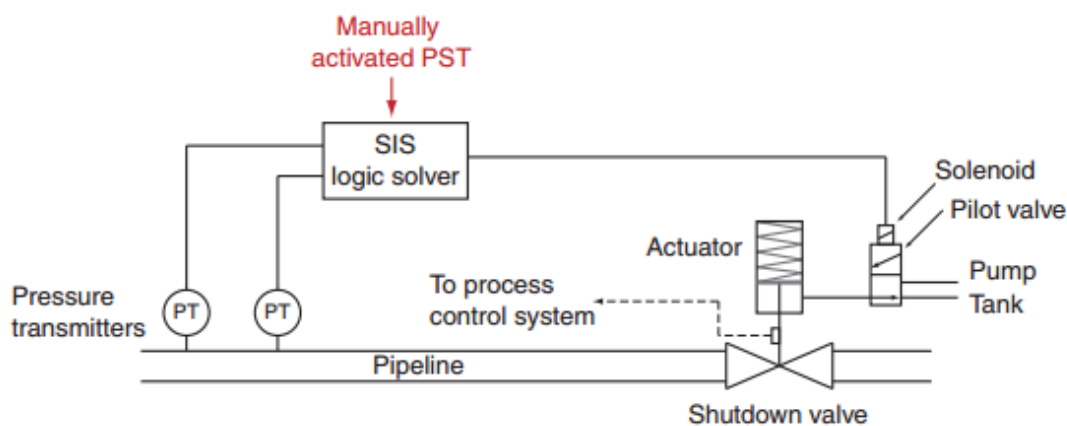 Manually
activated PST
SIS
logic solver
Solenoid
Pilot valve
Actuator
Pump
Tank
To process
control system
Pressure
transmitters
PT
PT
Pipeline
Shutdown valve